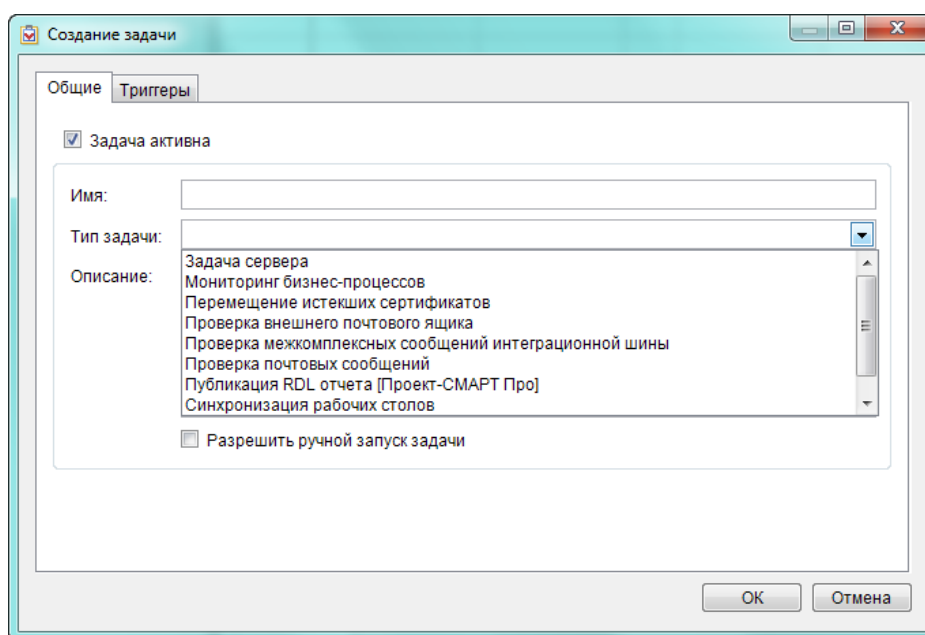 Создание задачи
Общие
Триггеры
Задача активна
Имя:
Тип задачи:
Описание:
Задача сервера
Мониторинг бизнес-процессов
Перемещение истекших сертификатов
Проверка внешнего почтового ящика
Проверка межкомплексных сообщений интеграционной шины
Проверка почтовых сообщений
Публикация RDL отчета [Проект-СМАРТ Про]
Синхронизация рабочих столов
Разрешить ручной запуск задачи
ОК
Отмена